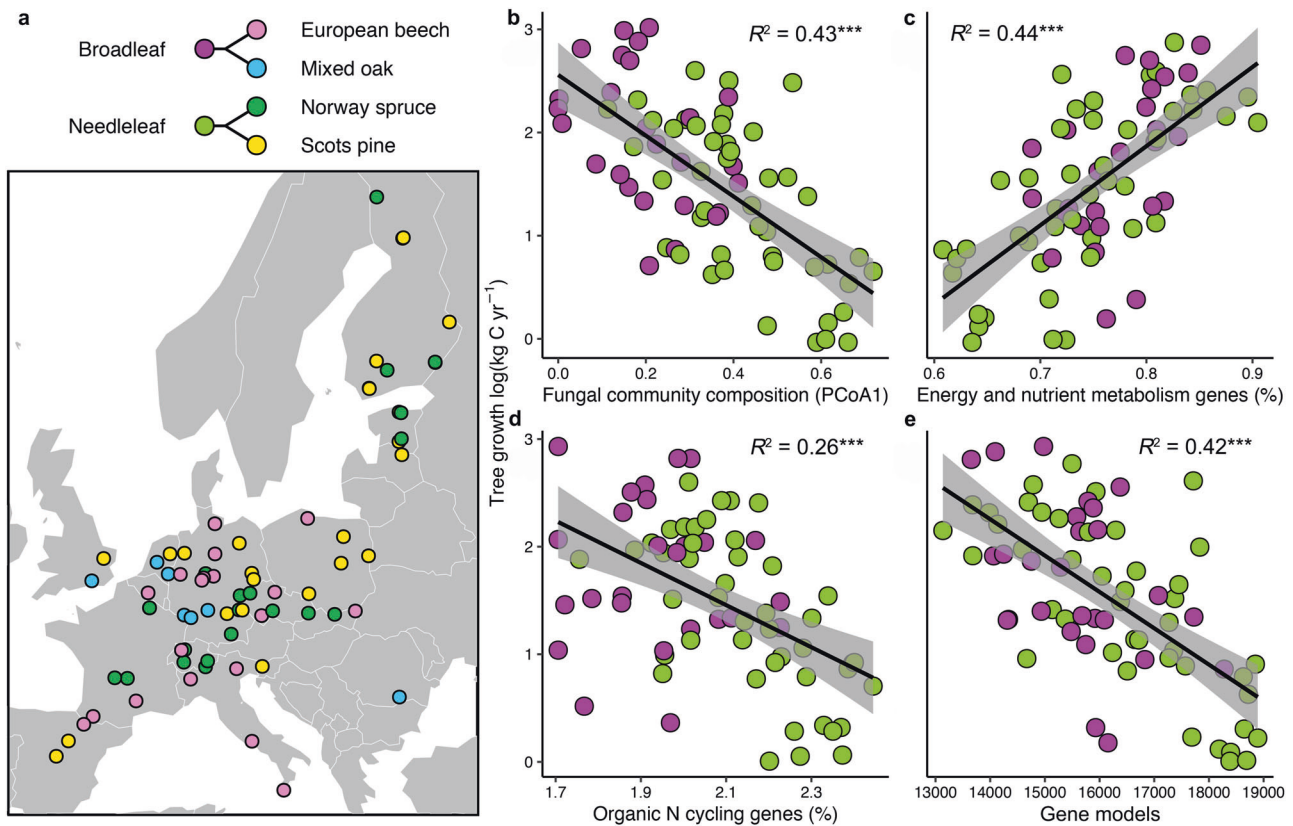 a
Broadleaf
European beech
Mixed oak
Needleleaf
Norway spruce
Scots pine
b
R² = 0.43***
3
2
1
0
0.0 0.2 0.4 0.6
Fungal community composition (PCoA1)
c
R² = 0.44***
0.6 0.7 0.8 0.9
Energy and nutrient metabolism genes (%)
Tree growth log(kg C yr⁻¹)
d
R² = 0.26***
3
2
1
0
1.7 1.9 2.1 2.3
Organic N cycling genes (%)
e
R² = 0.42***
13000 14000 15000 16000 17000 18000 19000
Gene models